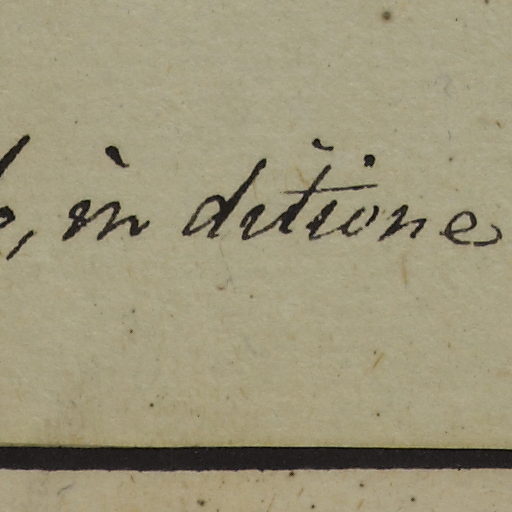 , in ditione